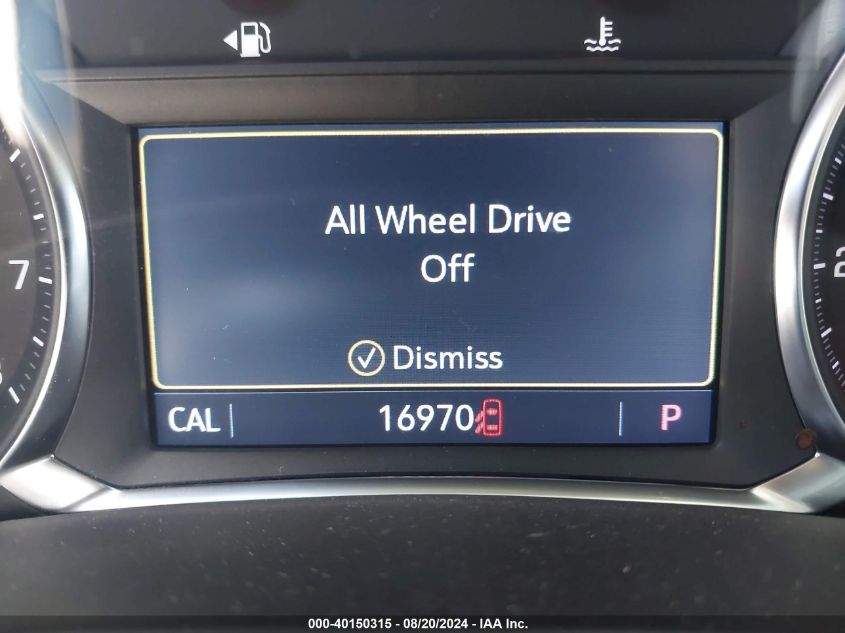 All Wheel Drive
Off
7
Dismiss
CAL 16970 P
000-40150315 - 08/20/2024 - IAA Inc.